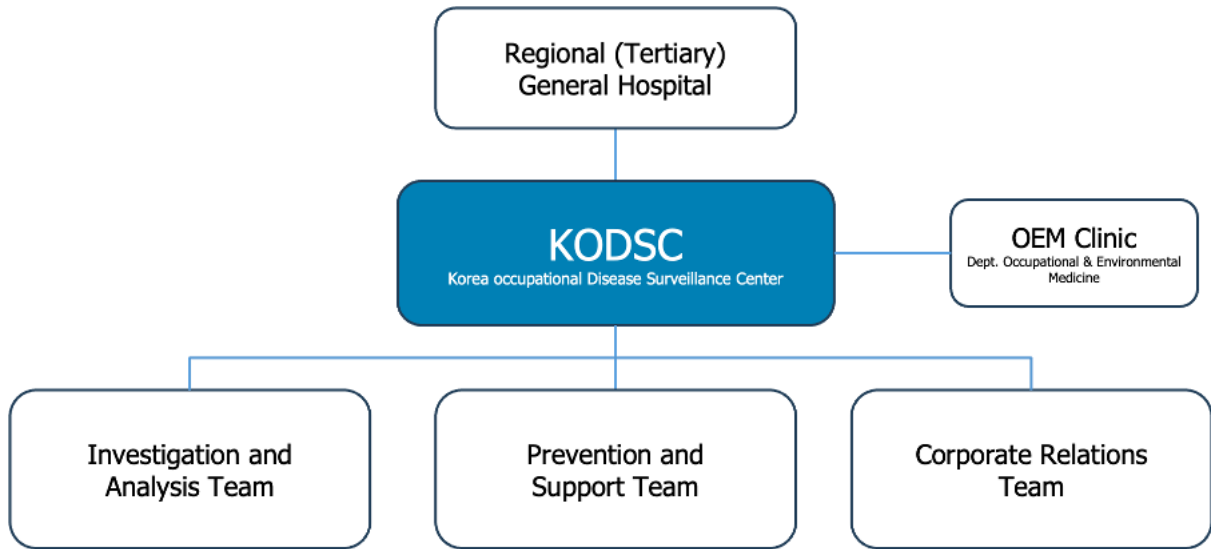 Regional (Tertiary)
General Hospital
KODSC
Korea occupational Disease Surveillance Center
OEM Clinic
Dept. Occupational & Environmental
Medicine
Investigation and
Analysis Team
Prevention and
Support Team
Corporate Relations
Team